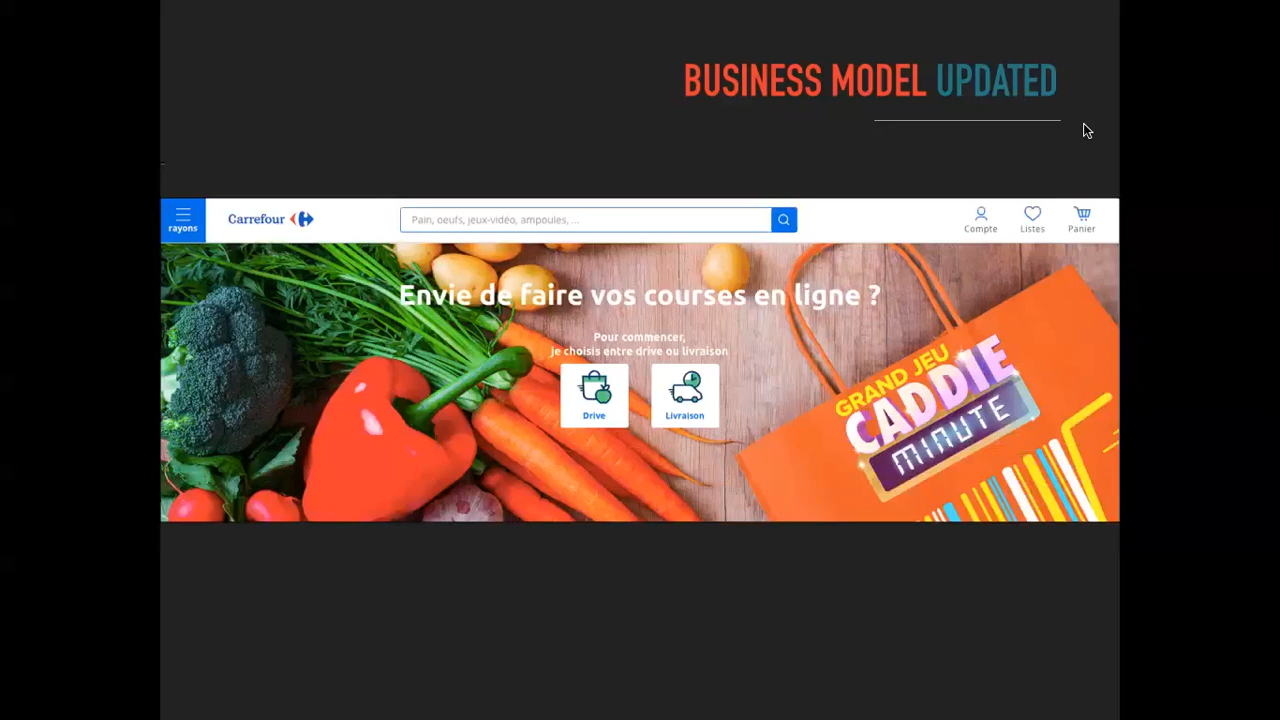 BUSINESS MODEL UPDATED
rayons
Carrefour
Pain, oeufs, jeux-vidéo, ampoules, ...
Compte
Listes
Panier
Envie de faire vos courses en ligne ?
Pour commencer,
je choisis entre drive ou livraison
Drive
Livraison
GRAND JEU
CADDIE
MINUTE